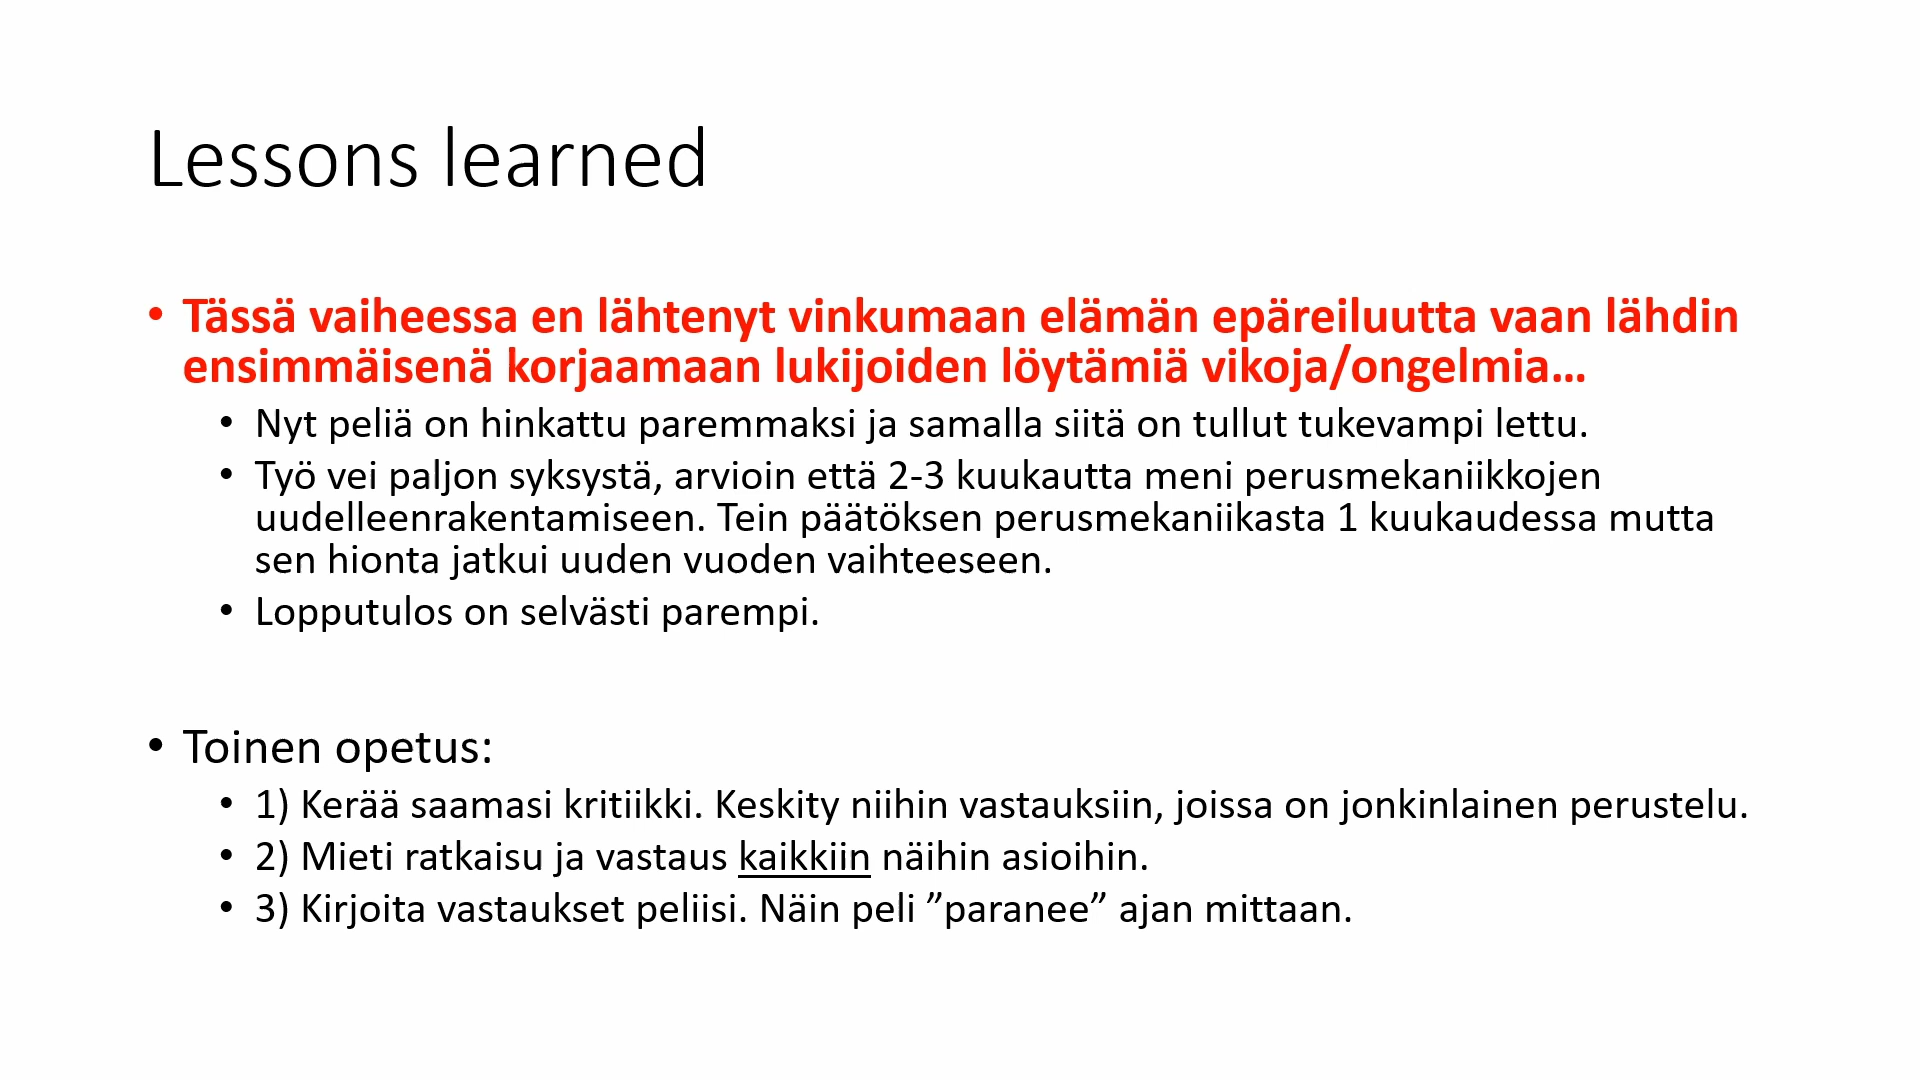 Lessons learned
• Tässä vaiheessa en lähtenyt vinkumaan elämän epäreiluutta vaan lähdin
ensimmäisenä korjaamaan lukijoiden löytämiä vikoja/ongelmia…
• Nyt peliä on hinkattu paremmaksi ja samalla siitä on tullut tukevampi lettu.
• Työ vei paljon syksystä, arvioin että 2-3 kuukautta meni perusmekaniikkojen
uudelleenrakentamiseen. Tein päätöksen perusmekaniikasta 1 kuukaudessa mutta
sen hionta jatkui uuden vuoden vaihteeseen.
• Lopputulos on selvästi parempi.
• Toinen opetus:
• 1) Kerää saamasi kritiikki. Keskity niihin vastauksiin, joissa on jonkinlainen perustelu.
• 2) Mieti ratkaisu ja vastaus kaikkiin näihin asioihin.
• 3) Kirjoita vastaukset peliisi. Näin peli ”paranee” ajan mittaan.